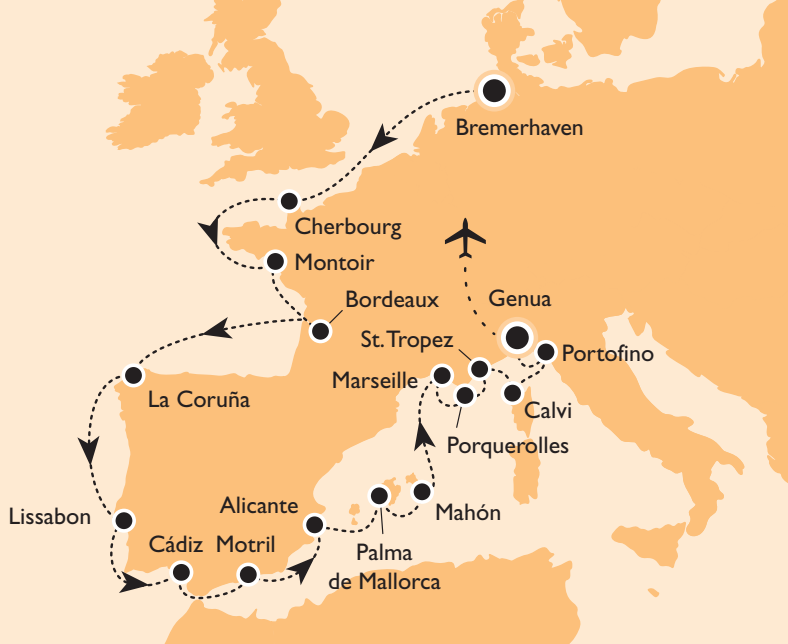 Bremerhaven
Cherbourg
Montoir
Bordeaux
Genua
St. Tropez
Portofino
Marseille
La Coruña
Calvi
Porquerolles
Alicante
Mahón
Lissabon
Cádiz
Motril
Palma
de Mallorca